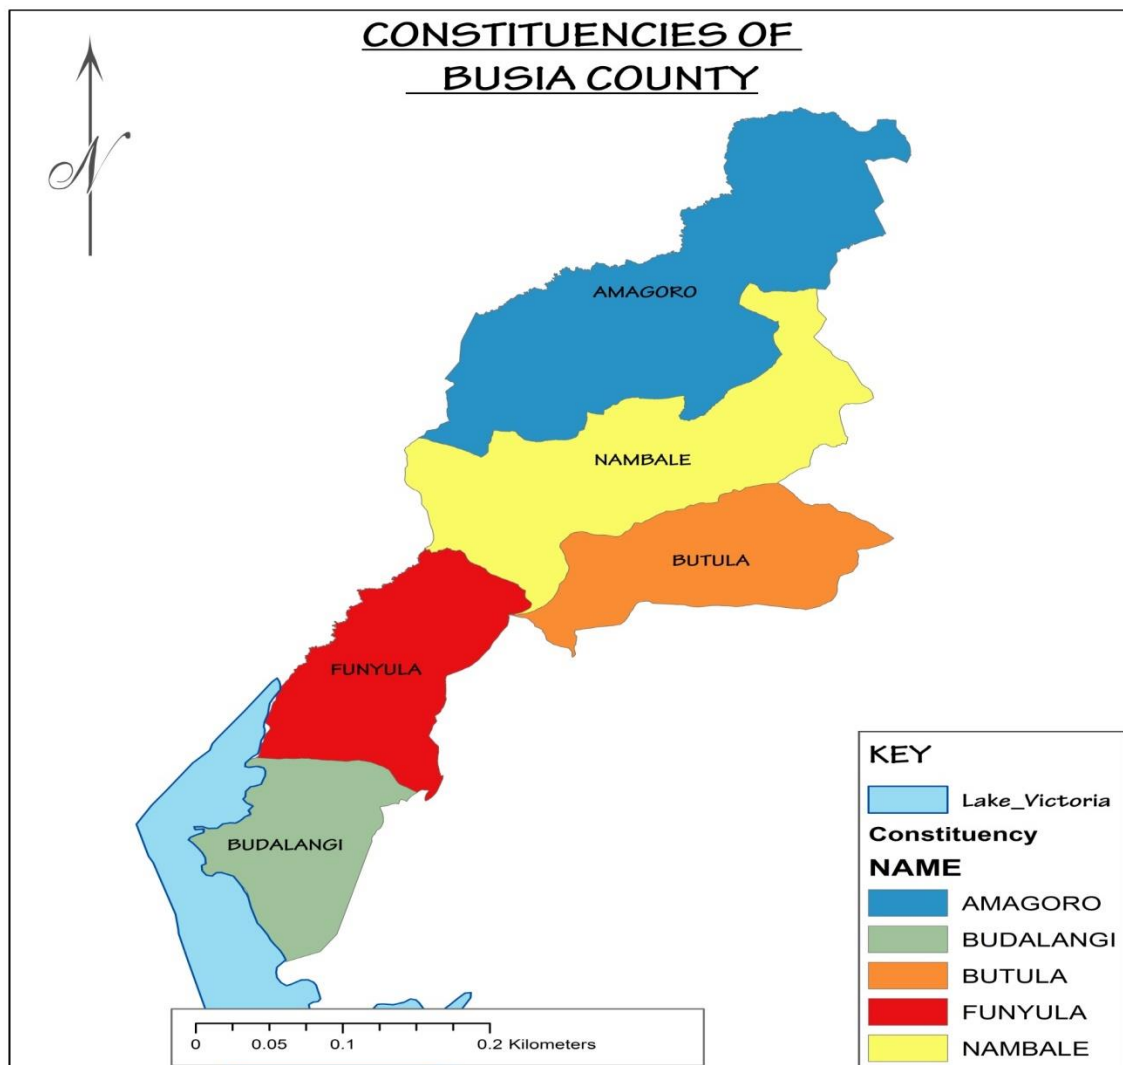 CONSTITUENCIES OF
BUSIA COUNTY
N
AMAGORO
NAMBALE
BUTULA
FUNYULA
BUDALANGI
KEY
Lake_Victoria
Constituency
NAME
AMAGORO
BUDALANGI
BUTULA
FUNYULA
NAMBALE
0 0.05 0.1 0.2 Kilometers